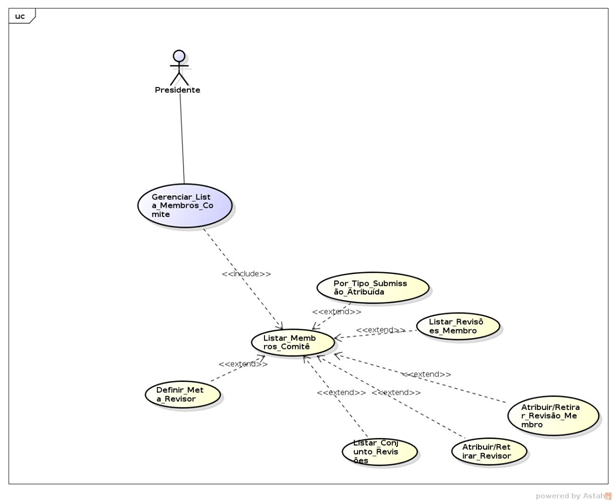 uc
Presidente
Gerenciar_List
a_Membros_Co
mite
<<include>>
Por_Tipo_Submiss
ão_Atribuída
<<extend>>
Listar_Revisõ
es_Membro
<<extend>>
Listar_Memb
ros_Comitê
<<extend>>
<<extend>>
Definir_Met
a_Revisor
<<extend>>
<<extend>>
Atribuir/Retira
r_Revisão_Me
mbro
Listar_Conj
unto_Revis
ões
Atribuir/Ret
irar_Revisor
powered by Astah